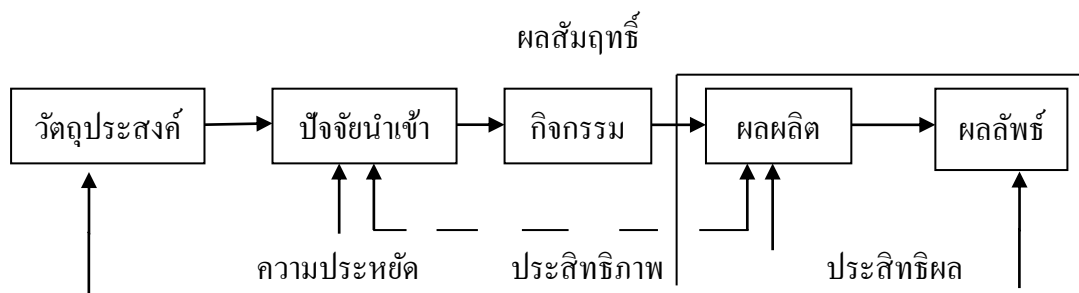 ผลสัมฤทธิ์
วัตถุประสงค์ ปัจจัยนำเข้า กิจกรรม ผลผลิต ผลลัพธ์
ความประหยัด ประสิทธิภาพ ประสิทธิผล